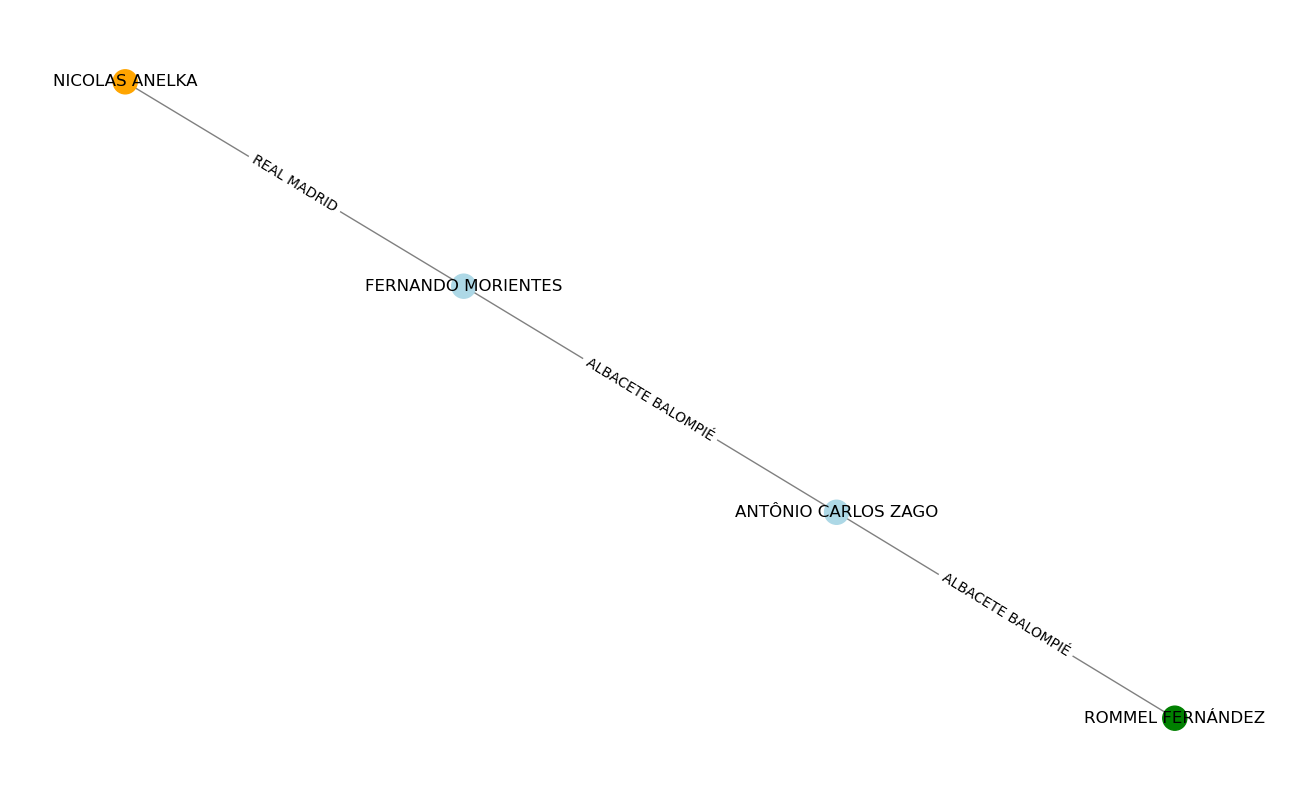 NICOLAS ANELKA
REAL MADRID
FERNANDO MORIENTES
ALBACETE BALOMPIÉ
ANTÔNIO CARLOS ZAGO
ALBACETE BALOMPIÉ
ROMMEL FERNÁNDEZ